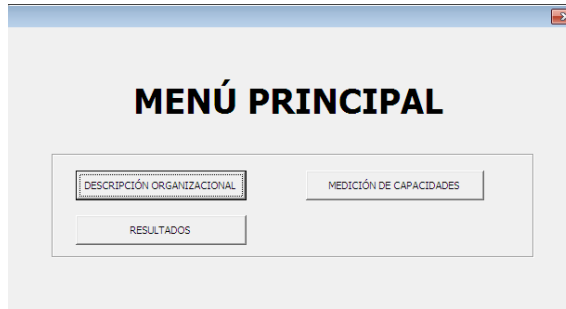 MENÚ PRINCIPAL
DESCRIPCIÓN ORGANIZACIONAL
MEDICIÓN DE CAPACIDADES
RESULTADOS